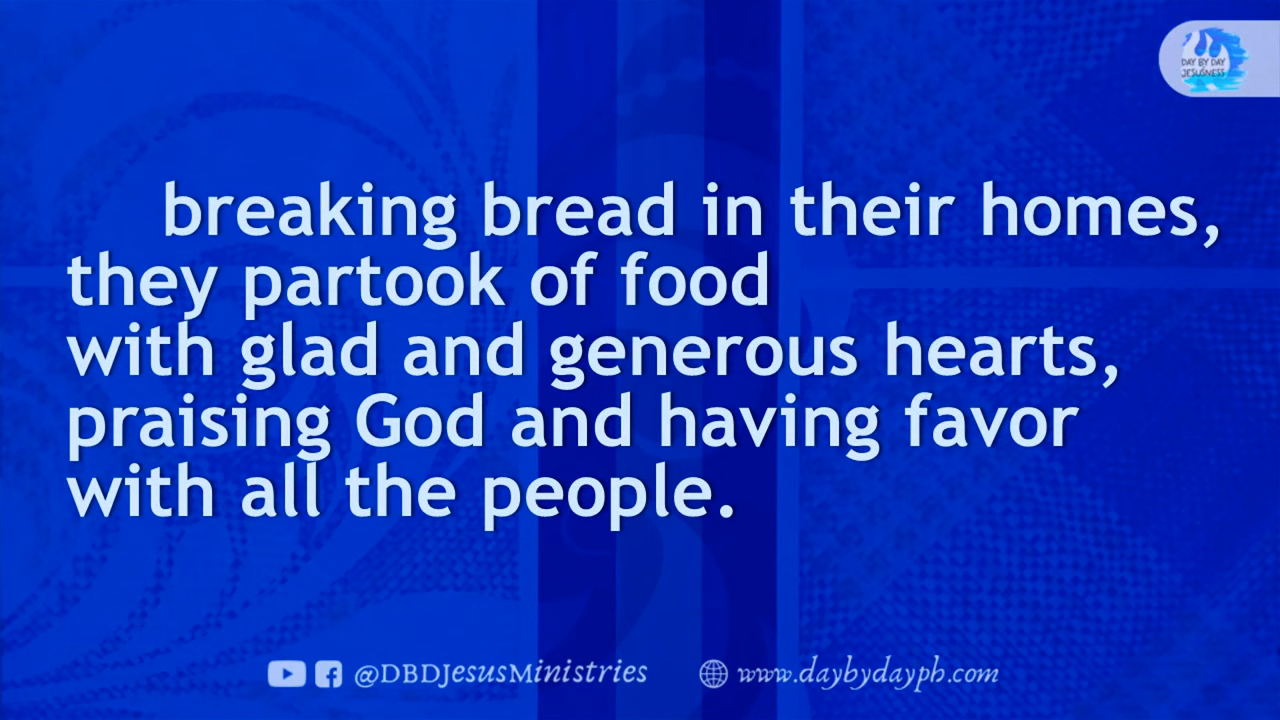 DAY BY DAY
JESUSNESS
breaking bread in their homes,
they partook of food
with glad and generous hearts,
praising God and having favor
with all the people.
@DBDJesusMinistries
www.daybydayph.com